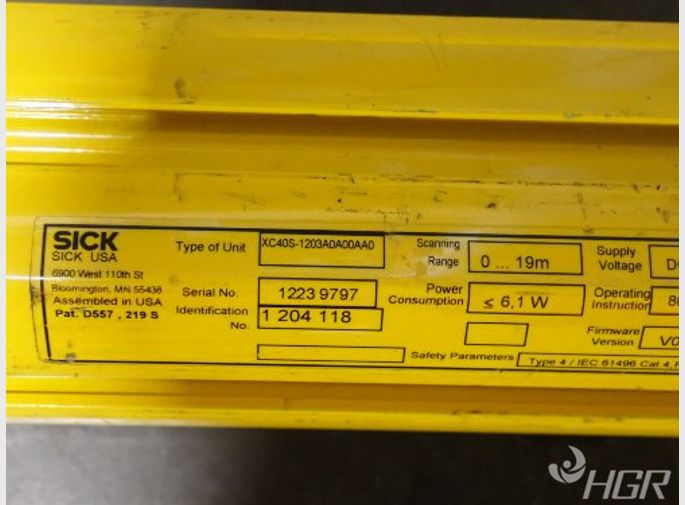 SICK
SICK USA
6900 West 110th St
Bloomington, MN 55438
Assembled in USA
Pat. D557 , 219 S
Type of Unit XC40S-1203A0A00AA0
Serial No. 1223 9797
Identification No. 1 204 118
Scanning Range 0 ... 19m
Power Consumption ≤ 6,1 W
Supply Voltage
Operating Instruction
Firmware Version V0
Safety Parameters Type 4 / IEC 61496 Cat 4
HGR